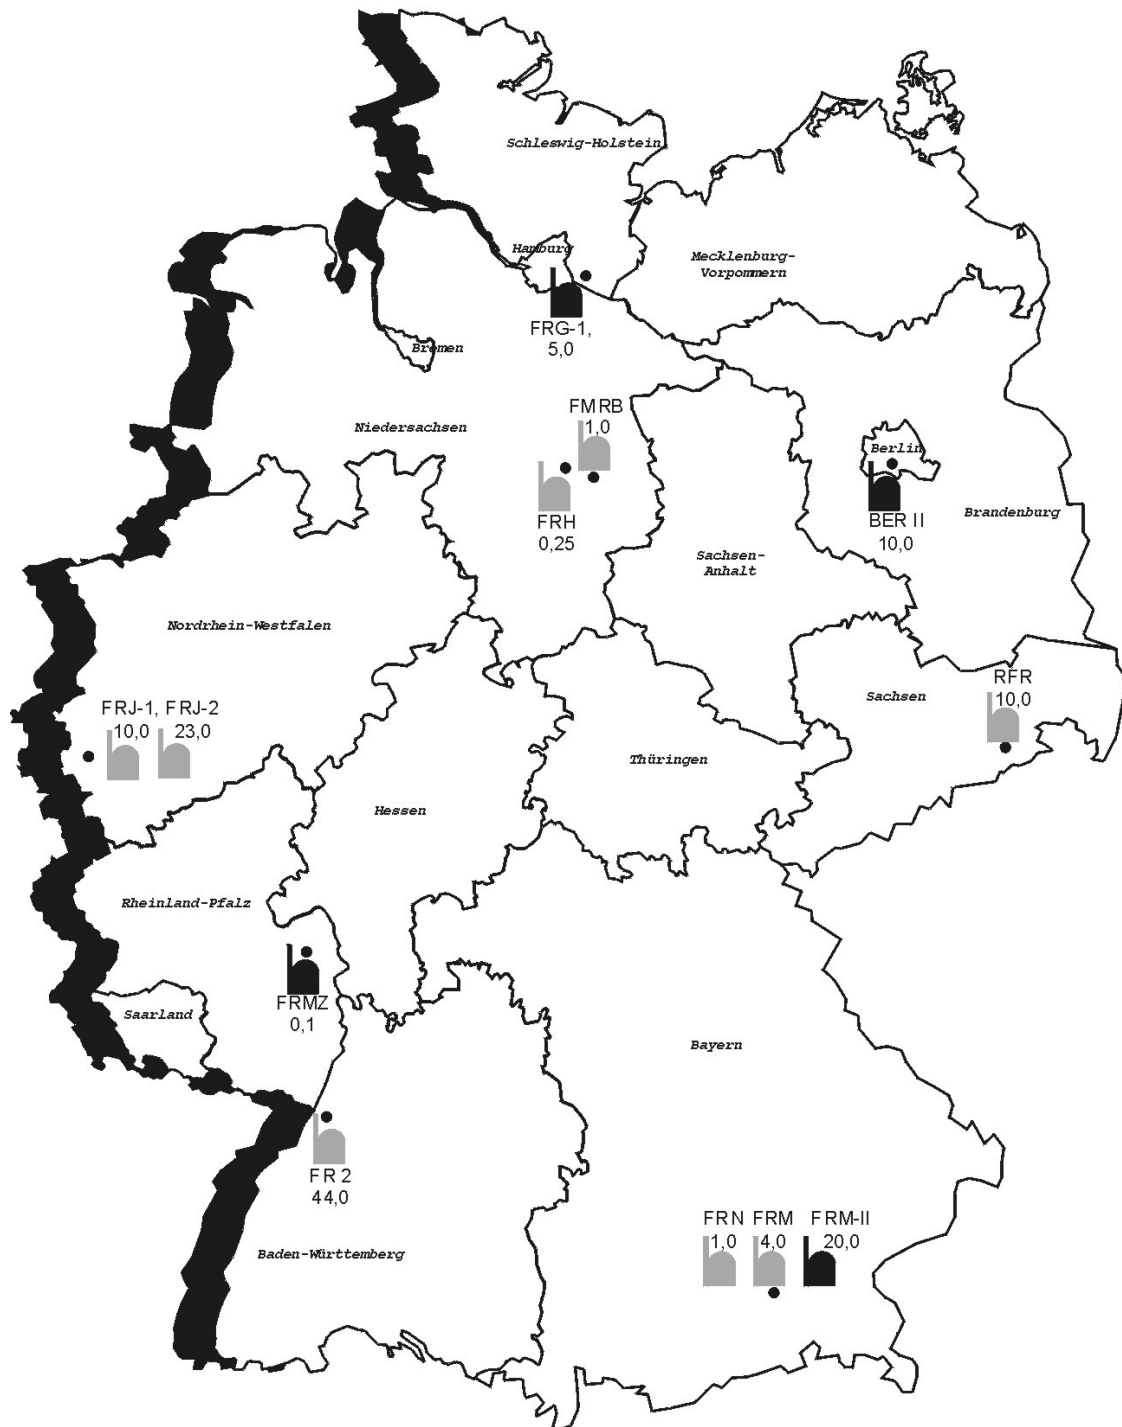 Schleswig-Holstein
Hamburg
Mecklenburg-
Vorpommern
FRG-1,
5,0
Bremen
Niedersachsen
FMRB
1,0
FRH
0,25
Berlin
BER II
10,0
Brandenburg
Sachsen-
Anhalt
Nordrhein-Westfalen
FRJ-1, FRJ-2
10,0 23,0
Sachsen
RFR
10,0
Thüringen
Hessen
Rheinland-Pfalz
FRMZ
0,1
Saarland
Bayern
FR 2
44,0
Baden-Württemberg
FRN FRM FRM-II
1,0 4,0 20,0